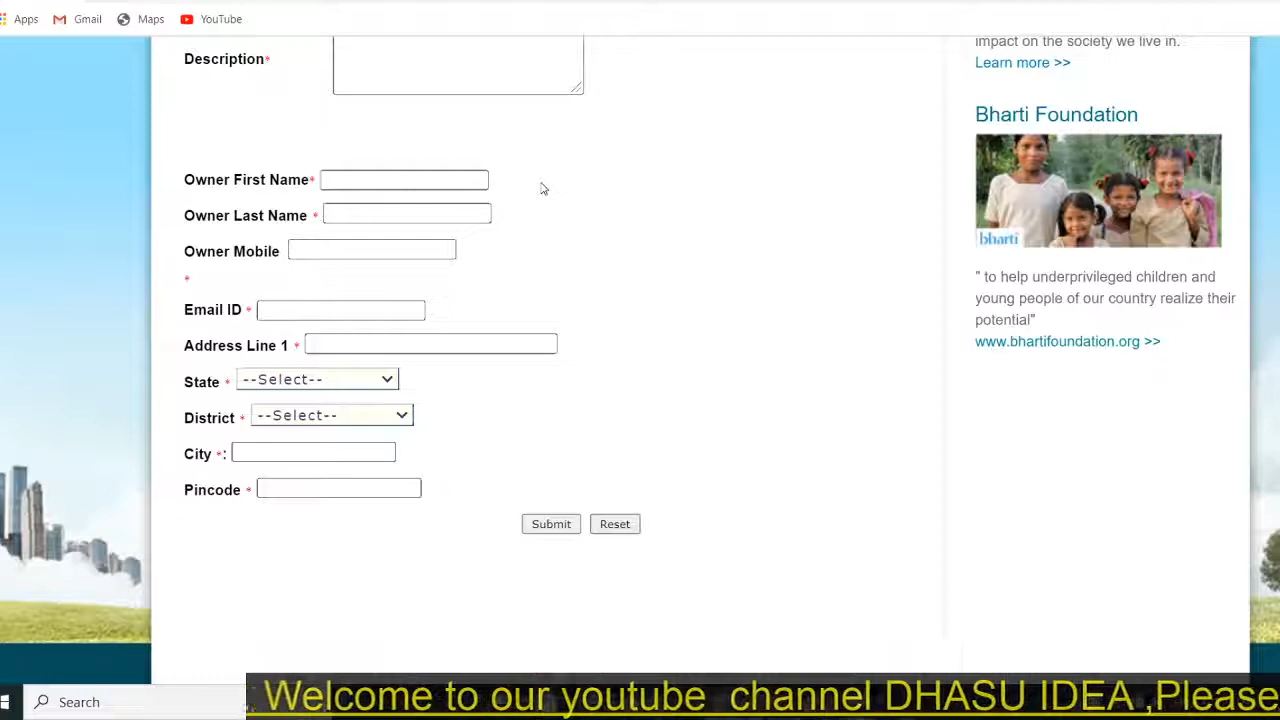 Apps Gmail Maps YouTube
impact on the society we live in.
Learn more >>
Description*
Bharti Foundation
bharti
" to help underprivileged children and
young people of our country realize their
potential"
www.bhartifoundation.org >>
Owner First Name*
Owner Last Name *
Owner Mobile
*
Email ID *
Address Line 1 *
State * --Select--
District * --Select--
City *:
Pincode *
Submit Reset
Search
Welcome to our youtube channel DHASU IDEA ,Please